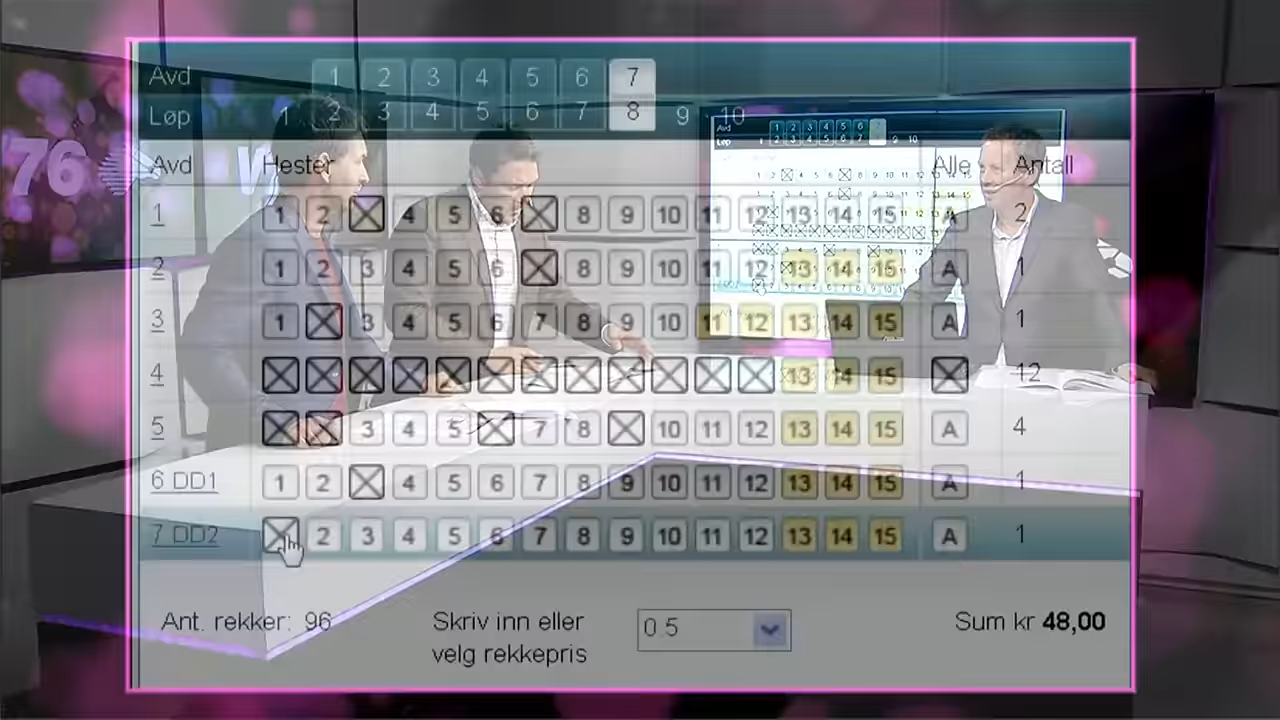 Avd 1 2 3 4 5 6 7
Løp 1 2 3 4 5 6 7 8 9 10
76
Avd Hester Alle Antall
1 1 2 4 5 6 8 9 10 11 12 13 14 15 A 2
2 1 2 3 4 5 6 8 9 10 11 12 13 14 15 A 1
3 1 3 4 5 6 7 8 9 10 11 12 13 14 15 A 1
4 13 14 15 12
5 3 4 5 7 8 10 11 12 13 14 15 A 4
6 DD1 1 2 4 5 6 7 8 9 10 11 12 13 14 15 A 1
7 DD2 2 3 4 5 6 7 8 9 10 11 12 13 14 15 A 1
Ant. rekker: 96 Skriv inn eller 0.5 Sum kr 48,00
velg rekkepris